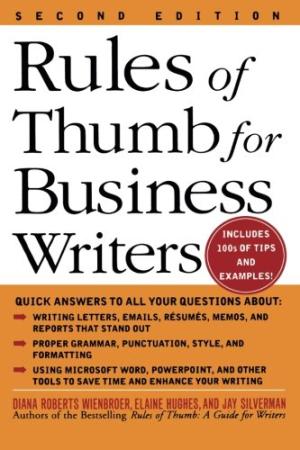 SECOND EDITION
Rules of
Thumb for
Business
Writers
INCLUDES
100s OF TIPS
AND
EXAMPLES!
QUICK ANSWERS TO ALL YOUR QUESTIONS ABOUT:
WRITING LETTERS, EMAILS, RÉSUMÉS, MEMOS, AND
REPORTS THAT STAND OUT
PROPER GRAMMAR, PUNCTUATION, STYLE, AND
FORMATTING
USING MICROSOFT WORD, POWERPOINT, AND OTHER
TOOLS TO SAVE TIME AND ENHANCE YOUR WRITING
DIANA ROBERTS WIENBROER, ELAINE HUGHES, AND JAY SILVERMAN
Authors of the Bestselling Rules of Thumb: A Guide for Writers